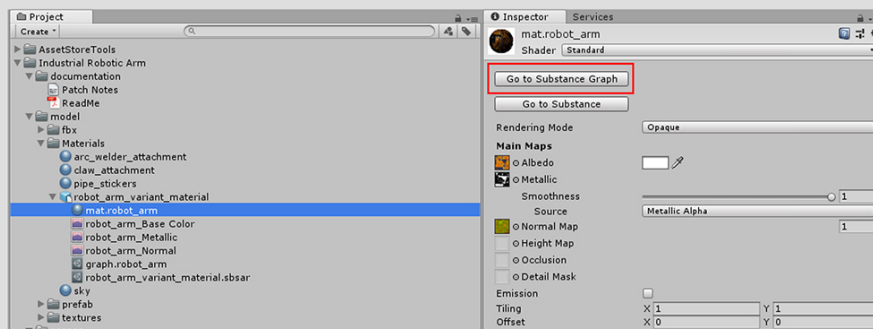 Project
Create
AssetStoreTools
Industrial Robotic Arm
documentation
Patch Notes
ReadMe
model
fbx
Materials
arc_welder_attachment
claw_attachment
pipe_stickers
robot_arm_variant_material
mat.robot_arm
robot_arm_Base Color
robot_arm_Metallic
robot_arm_Normal
graph.robot_arm
robot_arm_variant_material.sbsar
sky
prefab
textures
Inspector Services
mat.robot_arm
Shader Standard
Go to Substance Graph
Go to Substance
Rendering Mode Opaque
Main Maps
Albedo
Metallic
Smoothness 1
Source Metallic Alpha
Normal Map 1
Height Map
Occlusion
Detail Mask
Emission
Tiling X 1 Y 1
Offset X 0 Y 0